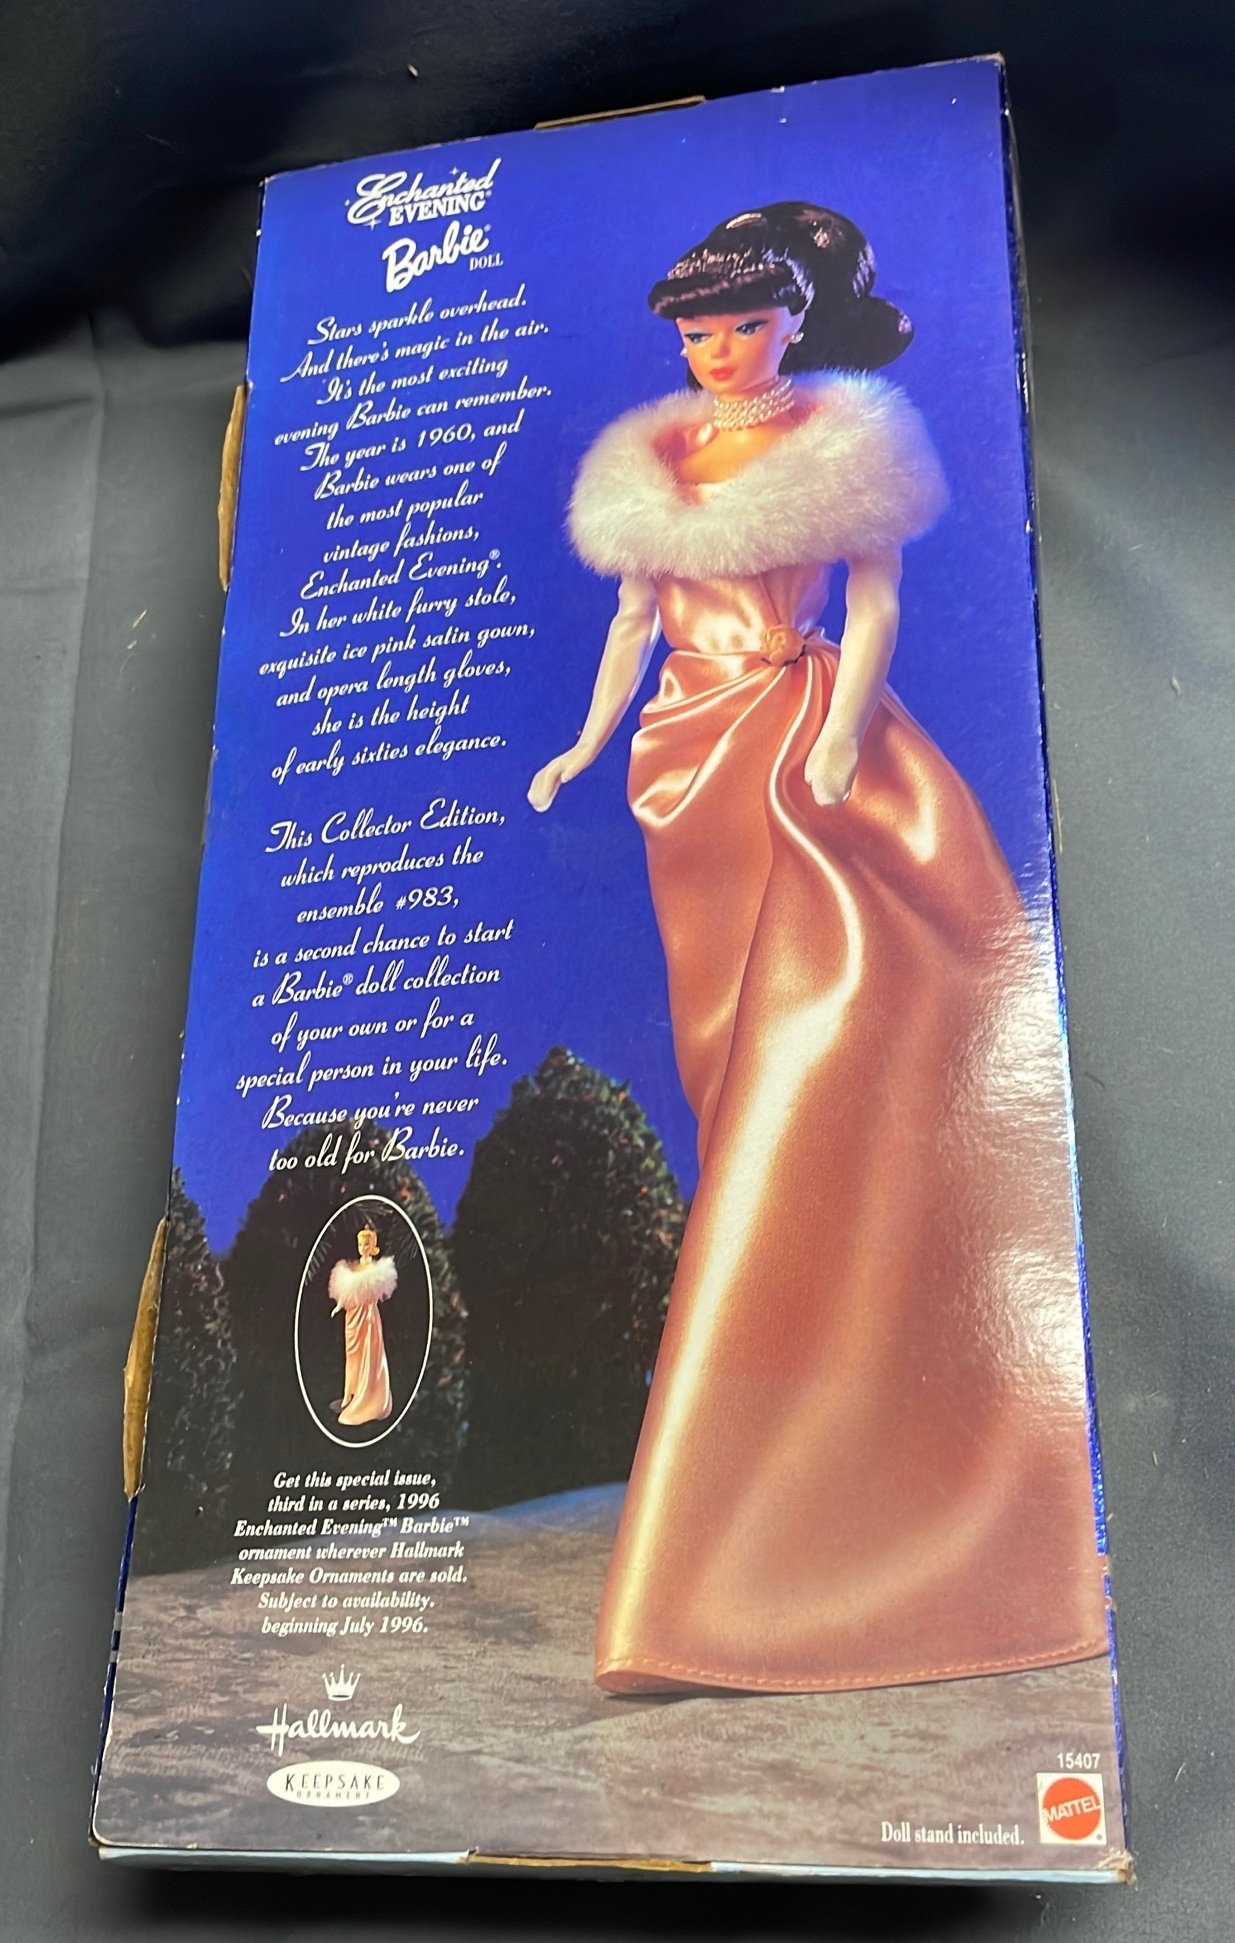 Enchanted
EVENING®
Barbie®
DOLL
Stars sparkle overhead.
And there's magic in the air.
It's the most exciting
evening Barbie can remember.
The year is 1960, and
Barbie wears one of
the most popular
vintage fashions,
Enchanted Evening®.
In her white furry stole,
exquisite ice pink satin gown,
and opera length gloves,
she is the height
of early sixties elegance.
This Collector Edition,
which reproduces the
ensemble #983,
is a second chance to start
a Barbie® doll collection
of your own or for a
special person in your life.
Because you're never
too old for Barbie.
Get this special issue,
third in a series, 1996
Enchanted Evening™ Barbie™
ornament wherever Hallmark
Keepsake Ornaments are sold.
Subject to availability.
beginning July 1996.
Hallmark
KEEPSAKE
ORNAMENT
15407
MATTEL
Doll stand included.